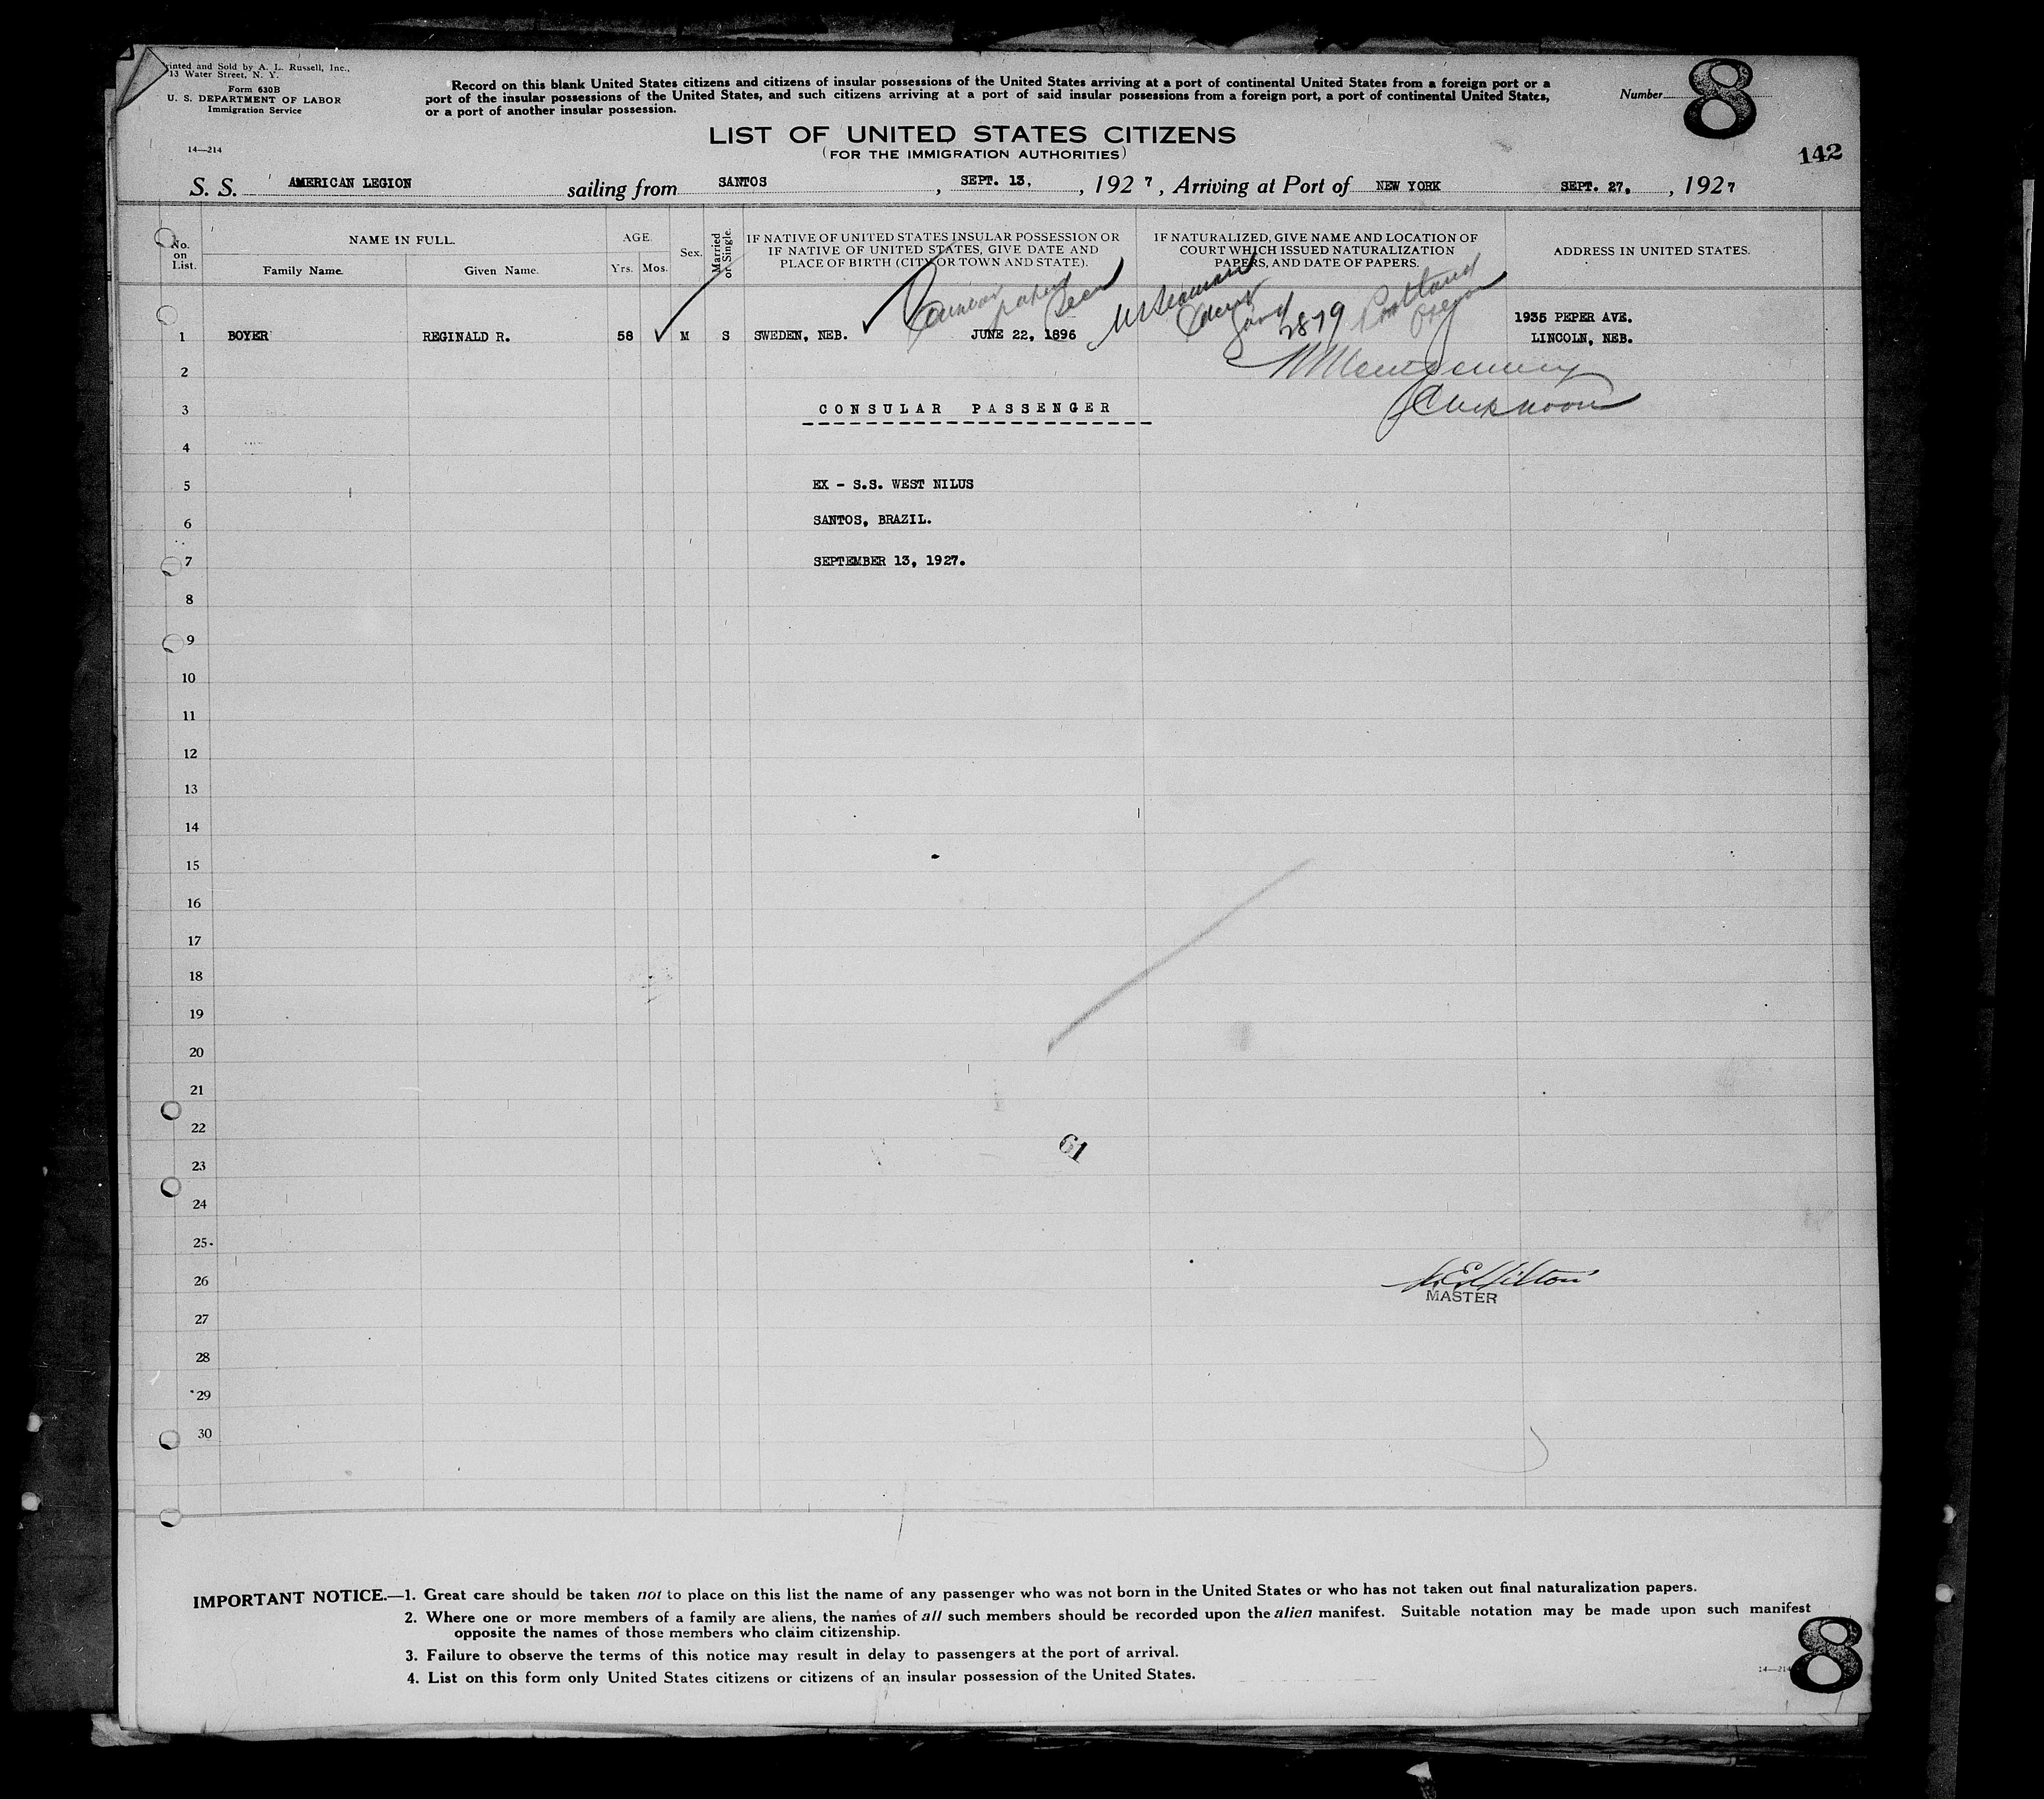 Printed and Sold by A. L. Russell, Inc.,
13 Water Street, N. Y.
Form 630B
U. S. DEPARTMENT OF LABOR
Immigration Service
14—214
Record on this blank United States citizens and citizens of insular possessions of the United States arriving at a port of continental United States from a foreign port or a
port of the insular possessions of the United States, and such citizens arriving at a port of said insular possessions from a foreign port, a port of continental United States,
or a port of another insular possession.
Number 8
LIST OF UNITED STATES CITIZENS
(FOR THE IMMIGRATION AUTHORITIES)
142
S. S. AMERICAN LEGION sailing from SANTOS, SEPT. 13, 1927, Arriving at Port of NEW YORK SEPT. 27, 1927
No. on List.
NAME IN FULL.
Family Name.
Given Name.
AGE.
Yrs.
Mos.
Sex.
Married or Single.
IF NATIVE OF UNITED STATES INSULAR POSSESSION OR
IF NATIVE OF UNITED STATES, GIVE DATE AND
PLACE OF BIRTH (CITY OR TOWN AND STATE).
IF NATURALIZED, GIVE NAME AND LOCATION OF
COURT WHICH ISSUED NATURALIZATION
PAPERS, AND DATE OF PAPERS.
ADDRESS IN UNITED STATES.
papers Seen
Seaman
2879 Portland
Oregon
1935 PEPER AVE.
1 BOYER REGINALD R. 58 M S SWEDEN, NEB. JUNE 22, 1896 LINCOLN, NEB.
2
3 CONSULAR PASSENGER
4
5 EX - S.S. WEST NILUS
6 SANTOS, BRAZIL.
7 SEPTEMBER 13, 1927.
8
9
10
11
12
13
14
15
16
17
18
19
20
21
22
61
23
24
25
26
MASTER
27
28
29
30
IMPORTANT NOTICE.—1. Great care should be taken not to place on this list the name of any passenger who was not born in the United States or who has not taken out final naturalization papers.
2. Where one or more members of a family are aliens, the names of all such members should be recorded upon the alien manifest. Suitable notation may be made upon such manifest
opposite the names of those members who claim citizenship.
3. Failure to observe the terms of this notice may result in delay to passengers at the port of arrival.
4. List on this form only United States citizens or citizens of an insular possession of the United States.
14—214
8